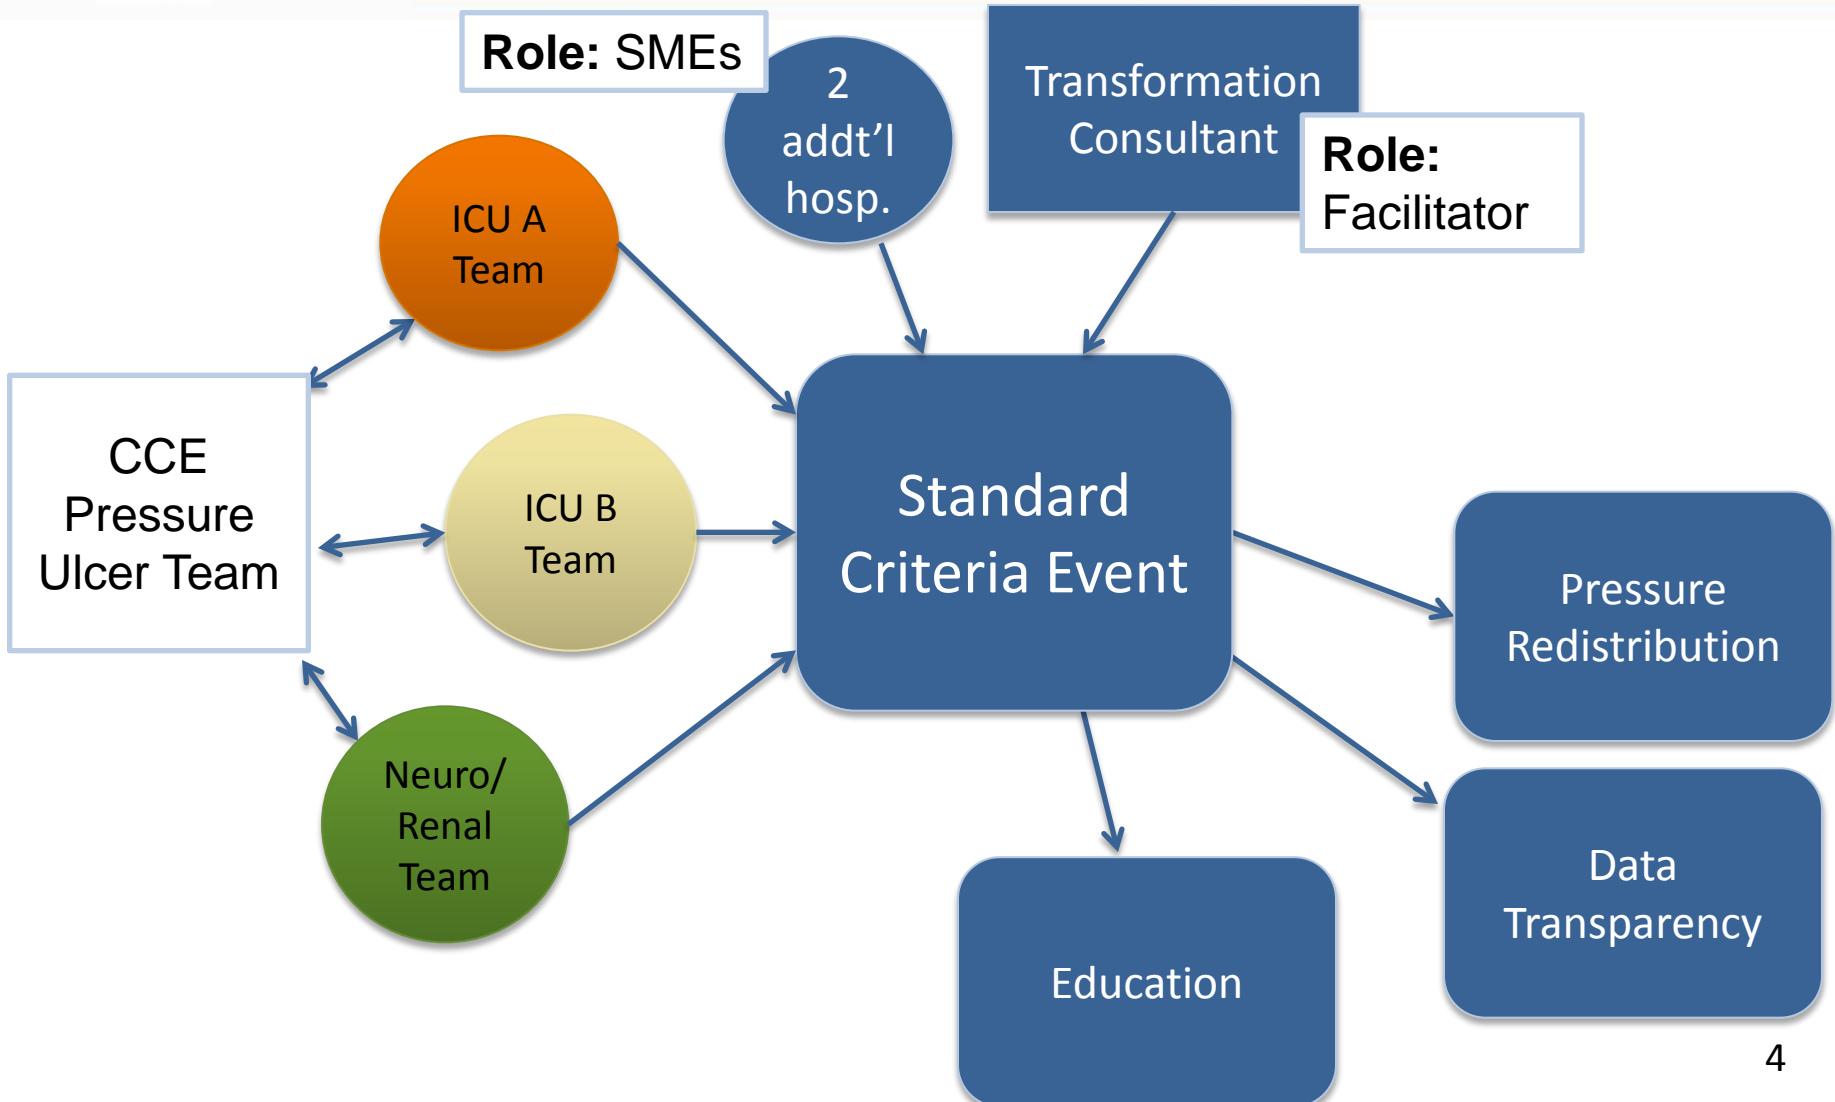 Role: SMEs
2
addt’l
hosp.
Transformation
Consultant
Role:
Facilitator
ICU A
Team
CCE
Pressure
Ulcer Team
ICU B
Team
Neuro/
Renal
Team
Standard
Criteria Event
Pressure
Redistribution
Data
Transparency
Education
4